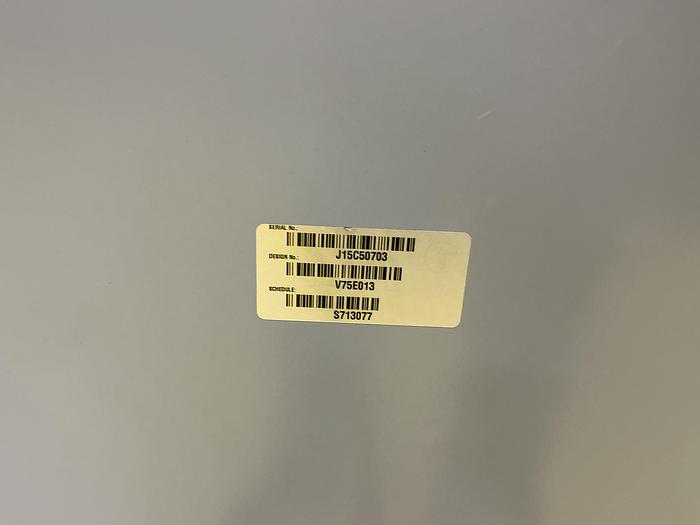 SERIAL No.:
J15C50703
DESIGN No.:
V75E013
SCHEDULE:
S713077